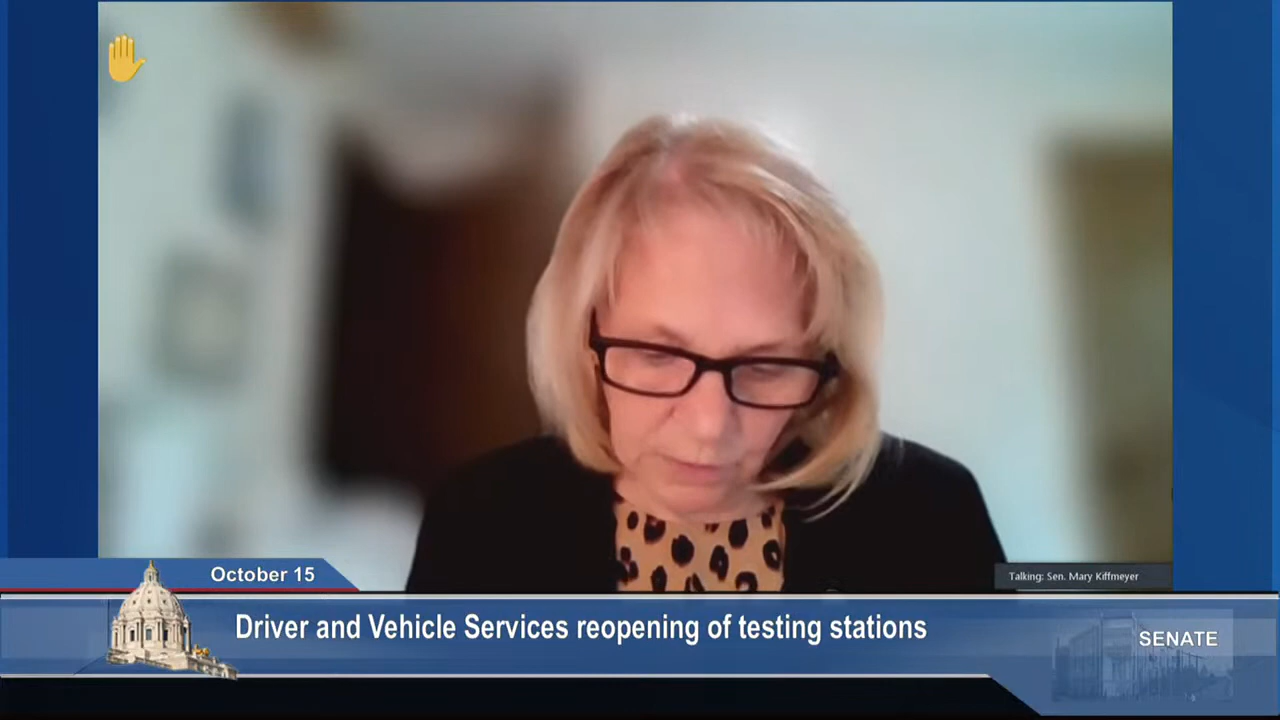 Talking: Sen. Mary Kiffmeyer
October 15
Driver and Vehicle Services reopening of testing stations
SENATE